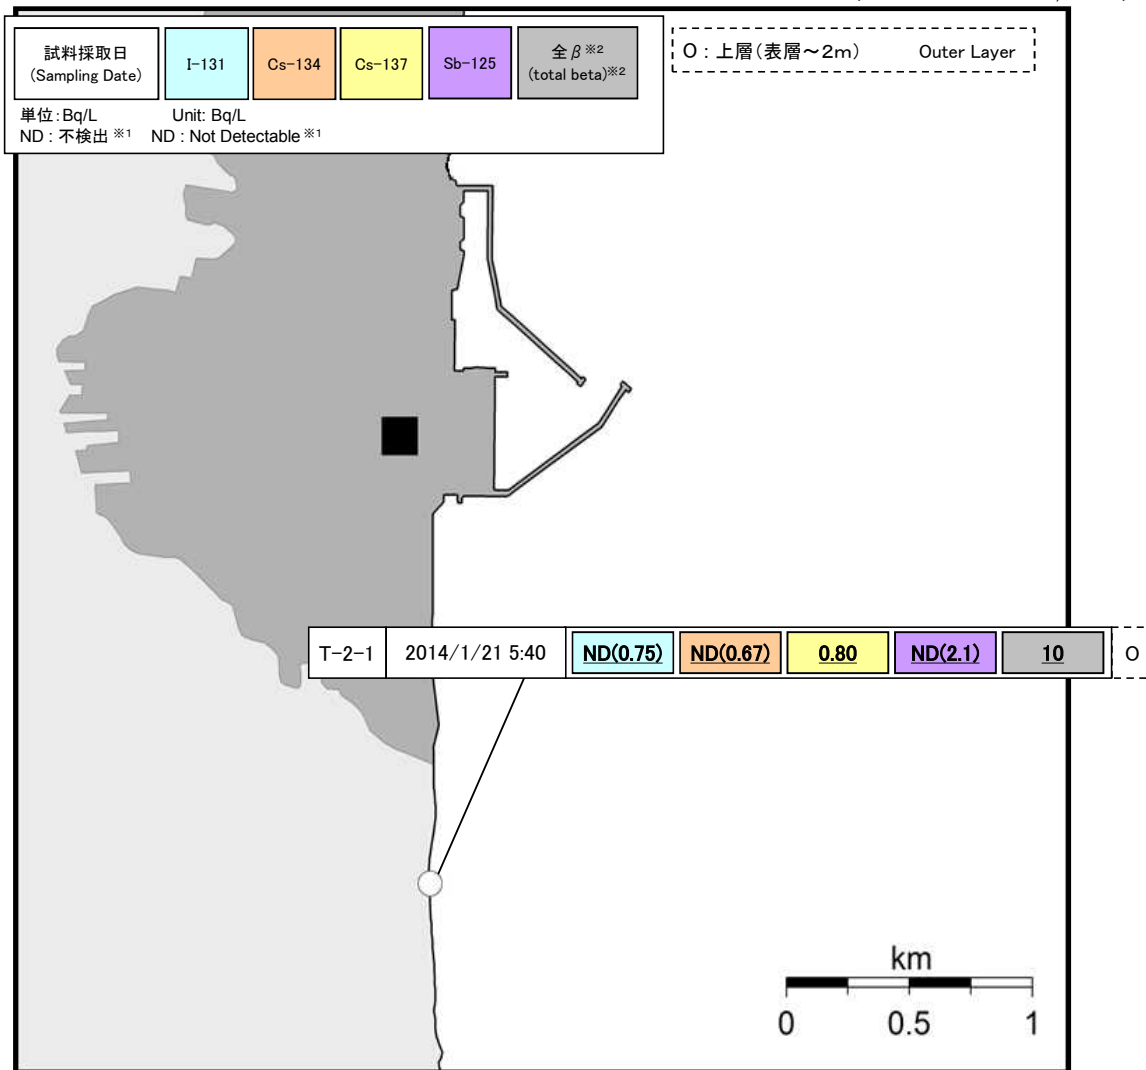 試料採取日
(Sampling Date)
I-131
Cs-134
Cs-137
Sb-125
全β※2
(total beta)※2
O : 上層(表層～2m) Outer Layer
単位: Bq/L Unit: Bq/L
ND : 不検出 ※1 ND : Not Detectable ※1
T-2-1 2014/1/21 5:40 ND(0.75) ND(0.67) 0.80 ND(2.1) 10 O
km
0 0.5 1